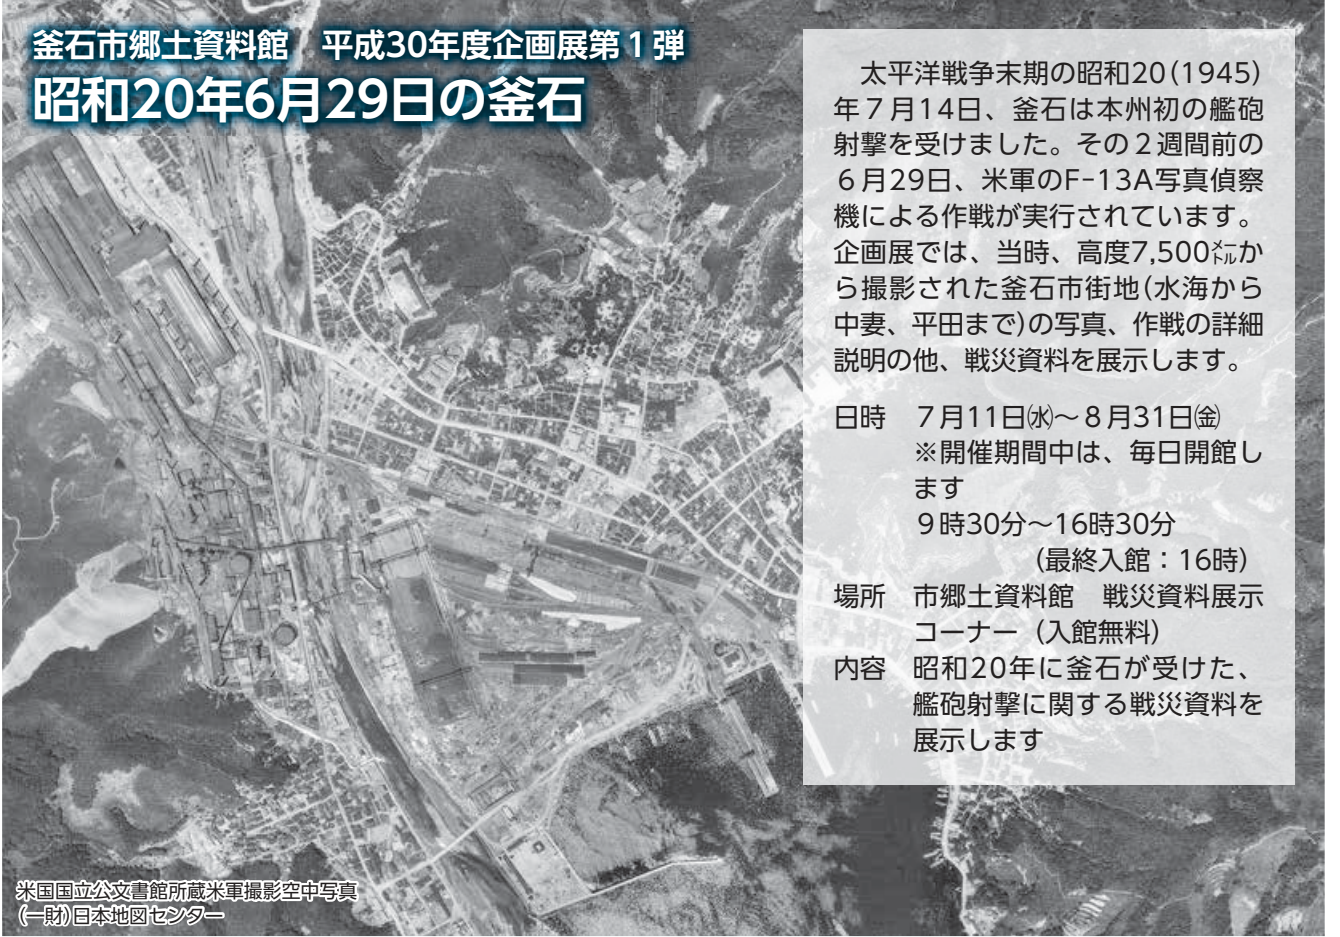 釜石市郷土資料館　平成30年度企画展第１弾
昭和20年6月29日の釜石
　太平洋戦争末期の昭和20(1945)
年７月14日、釜石は本州初の艦砲
射撃を受けました。その２週間前の
６月29日、米軍のF-13A写真偵察
機による作戦が実行されています。
企画展では、当時、高度7,500㍍か
ら撮影された釜石市街地(水海から
中妻、平田まで)の写真、作戦の詳細
説明の他、戦災資料を展示します。
日時　７月11日㈬～８月31日㈮
※開催期間中は、毎日開館し
ます
９時30分～16時30分
(最終入館：16時)
場所　市郷土資料館　戦災資料展示
コーナー（入館無料）
内容　昭和20年に釜石が受けた、
艦砲射撃に関する戦災資料を
展示します
米国国立公文書館所蔵米軍撮影空中写真
(一財)日本地図センター